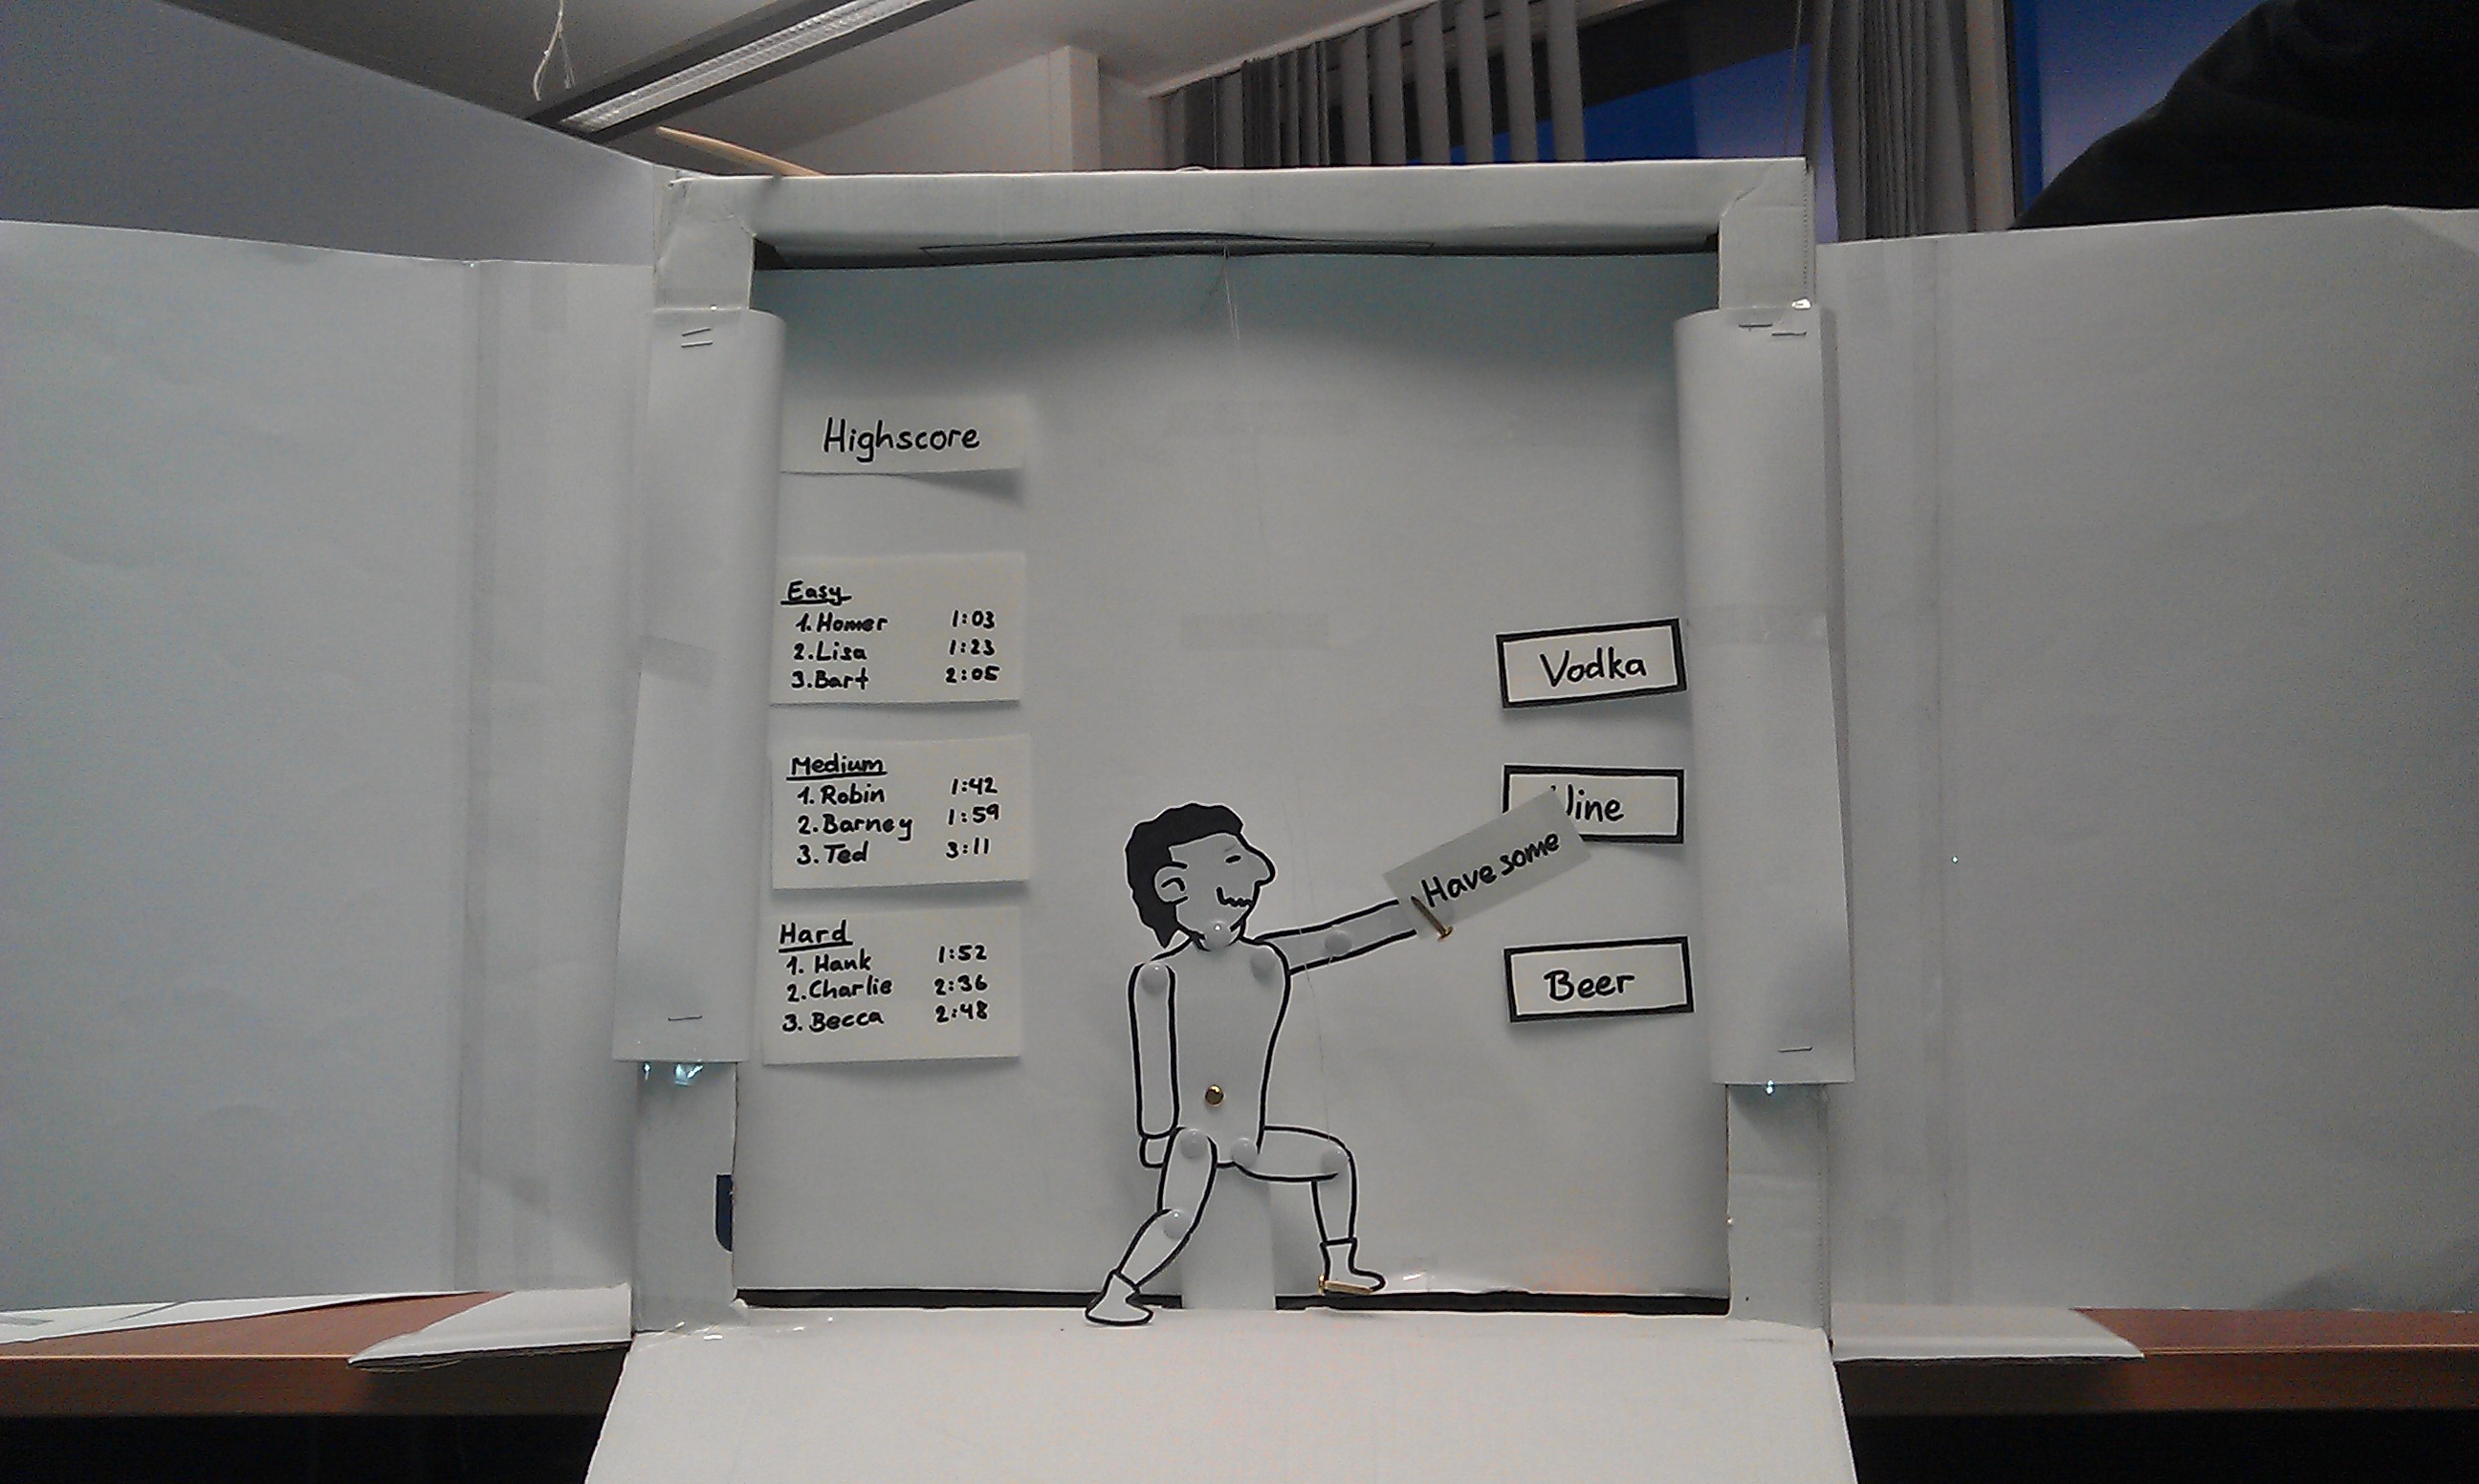 Highscore
Easy
1. Homer 1:03
2. Lisa 1:23
3. Bart 2:05
Medium
1. Robin 1:42
2. Barney 1:59
3. Ted 3:11
Hard
1. Hank 1:52
2. Charlie 2:36
3. Becca 2:48
Have some
Vodka
Wine
Beer